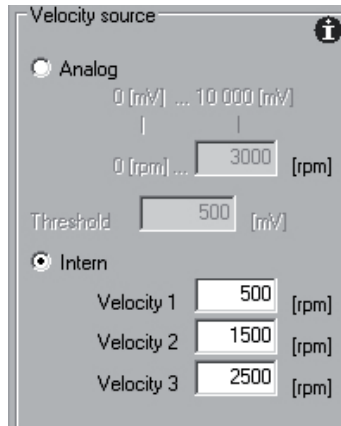 Velocity source
Analog
0 [mV] ... 10 000 [mV]
0 [rpm] ... 3000 [rpm]
Threshold 500 [mV]
Intern
Velocity 1 500 [rpm]
Velocity 2 1500 [rpm]
Velocity 3 2500 [rpm]